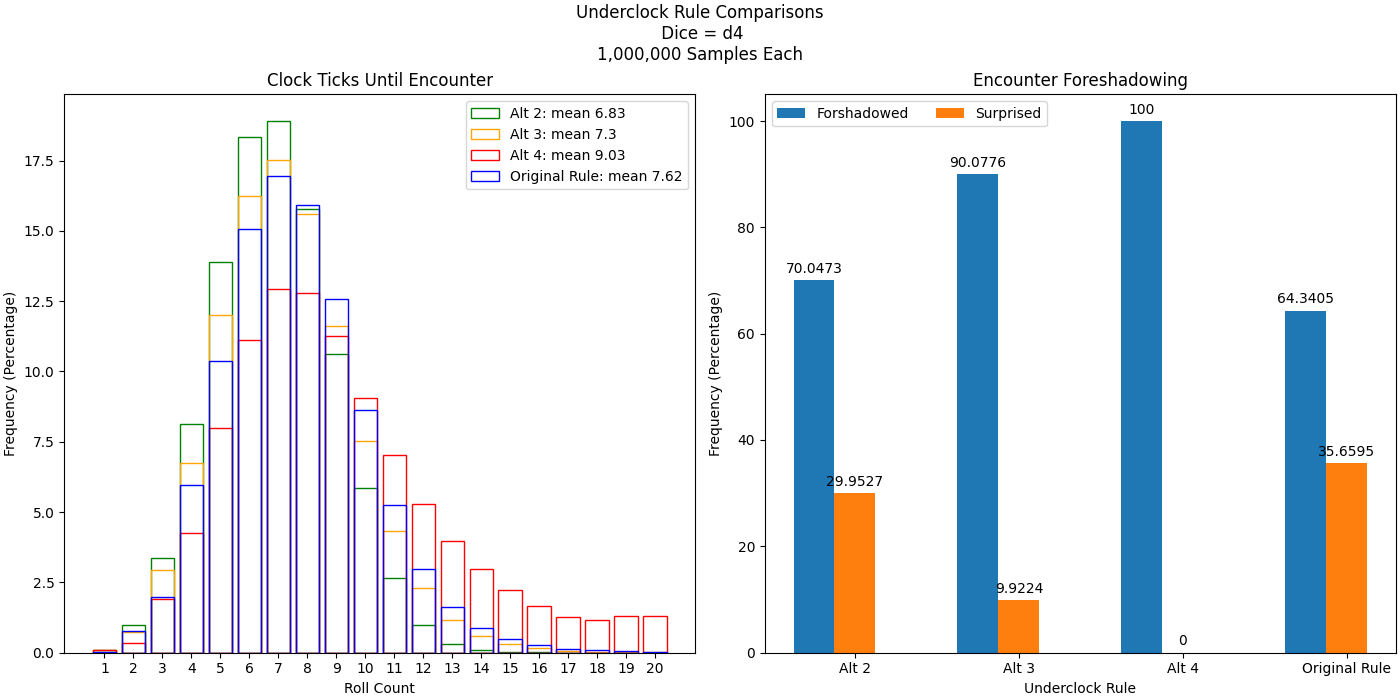 Underclock Rule Comparisons
Dice = d4
1,000,000 Samples Each
Clock Ticks Until Encounter
Alt 2: mean 6.83
Alt 3: mean 7.3
Alt 4: mean 9.03
Original Rule: mean 7.62
Frequency (Percentage)
17.5
15.0
12.5
10.0
7.5
5.0
2.5
0.0
1 2 3 4 5 6 7 8 9 10 11 12 13 14 15 16 17 18 19 20
Roll Count
Encounter Foreshadowing
Forshadowed Surprised
Frequency (Percentage)
100
80
60
40
20
0
70.0473
29.9527
90.0776
9.9224
100
0
64.3405
35.6595
Alt 2 Alt 3 Alt 4 Original Rule
Underclock Rule